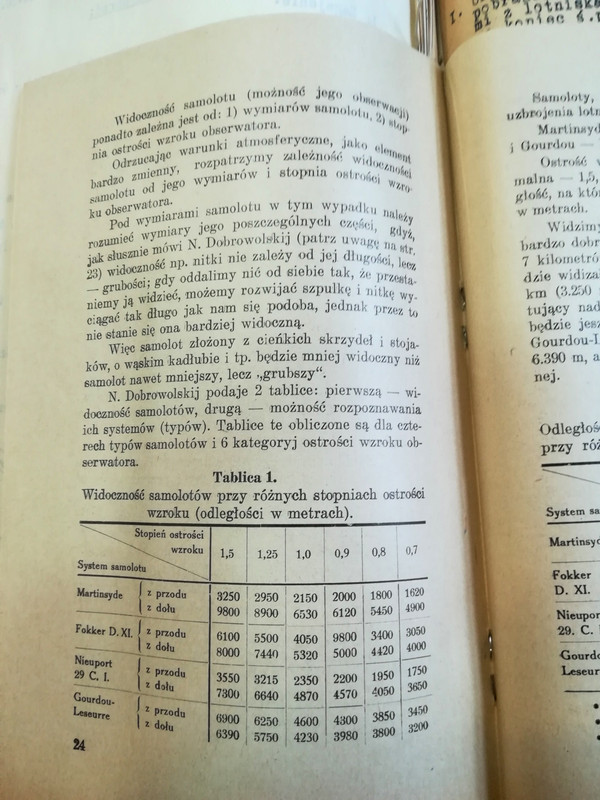 Widoczność samolotu (możność jego obserwacji)
ponadto zależna jest od: 1) wymiarów samolotu, 2) stop-
nia ostrości wzroku obserwatora.
Odrzucając warunki atmosferyczne, jako element
bardzo zmienny, rozpatrzymy zależność widoczności
samolotu od jego wymiarów i stopnia ostrości wzro-
ku obserwatora.
Pod wymiarami samolotu w tym wypadku należy
rozumieć wymiary jego poszczególnych części, gdyż,
jak słusznie mówi N. Dobrowolskij (patrz uwagę na str.
23) widoczność np. nitki nie zależy od jej długości, lecz
— grubości; gdy oddalimy nić od siebie tak, że przesta-
niemy ją widzieć, możemy rozwijać szpulkę i nitkę wy-
ciągać tak długo jak nam się podoba, jednak przez to
nie stanie się ona bardziej widoczną.
Więc samolot złożony z cieńkich skrzydeł i stoja-
ków, o wąskim kadłubie i tp. będzie mniej widoczny niż
samolot nawet mniejszy, lecz „grubszy“.
N. Dobrowolskij podaje 2 tablice: pierwszą — wi-
doczność samolotów, drugą — możność rozpoznawania
ich systemów (typów). Tablice te obliczone są dla czte-
rech typów samolotów i 6 kategoryj ostrości wzroku ob-
serwatora.
Tablica 1.
Widoczność samolotów przy różnych stopniach ostrości
wzroku (odległości w metrach).
Stopień ostrości
wzroku 1,5 1,25 1,0 0,9 0,8 0,7
System samolotu
Martinsyde z przodu 3250 2950 2150 2000 1800 1620
z dołu 9800 8900 6530 6120 5450 4900
Fokker D. XI. z przodu 6100 5500 4050 9800 3400 3050
z dołu 8000 7440 5320 5000 4420 4000
Nieuport
29 C. I. z przodu 3550 3215 2350 2200 1950 1750
z dołu 7300 6640 4870 4570 4050 3650
Gourdou-
Leseurre z przodu 6900 6250 4600 4300 3850 3450
z dołu 6390 5750 4230 3980 3800 3200
24
Samoloty,
uzbrojenia
Martinsyd
i Gourdou —
Ostrość
malna — 1,5,
głość, na
w metrach.
Widzimy
bardzo
7
dzie
km (3.250
tujący nad
będzie
Gourdou-L
6.390 m, a
nej.
Odległość
przy
System
Martinsyd
Fokker
D. XI.
Nieuport
29. C.
Gourdou
Leseur